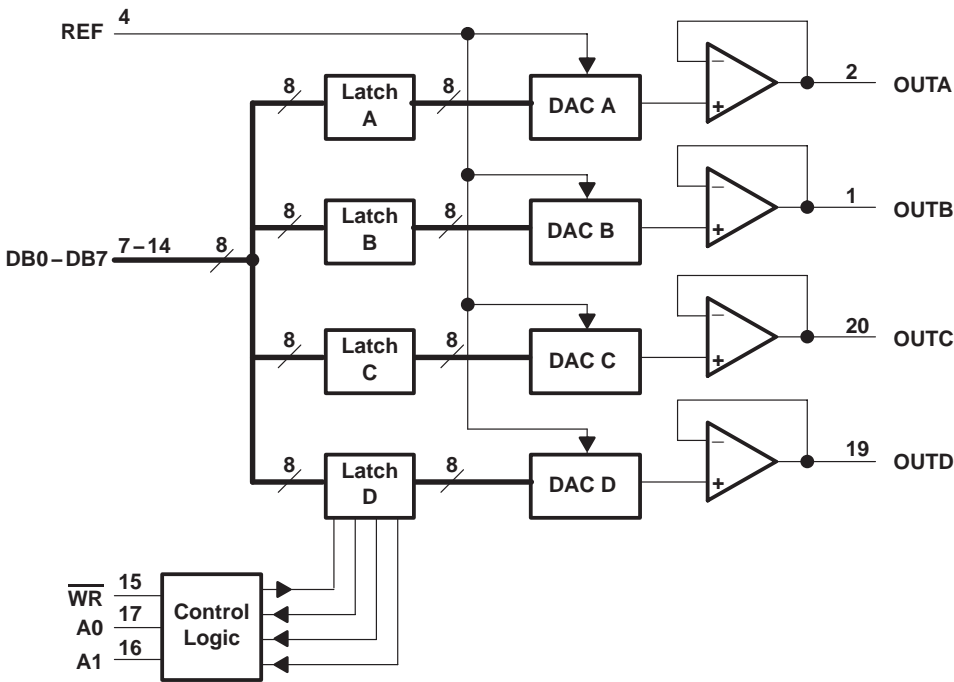 REF 4
8 Latch A 8 DAC A − + 2 OUTA
8 Latch B 8 DAC B − + 1 OUTB
DB0–DB7 7–14 8
8 Latch C 8 DAC C − + 20 OUTC
8 Latch D 8 DAC D − + 19 OUTD
WR 15
A0 17
A1 16
Control
Logic